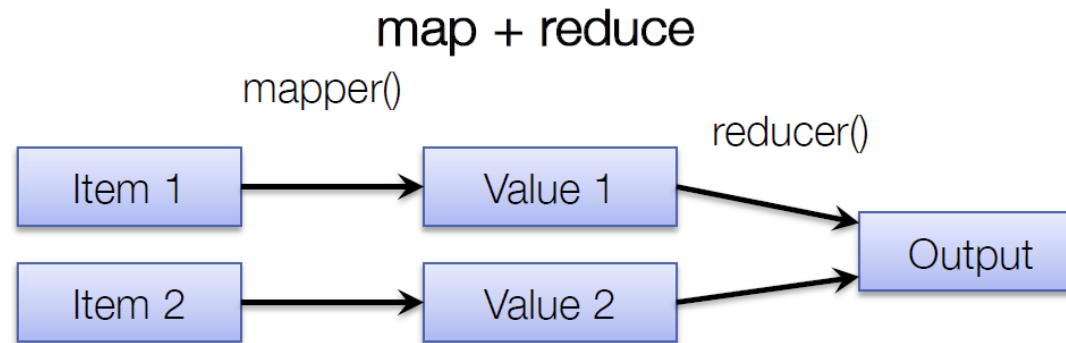 map + reduce
mapper()
reducer()
Item 1
Value 1
Output
Item 2
Value 2